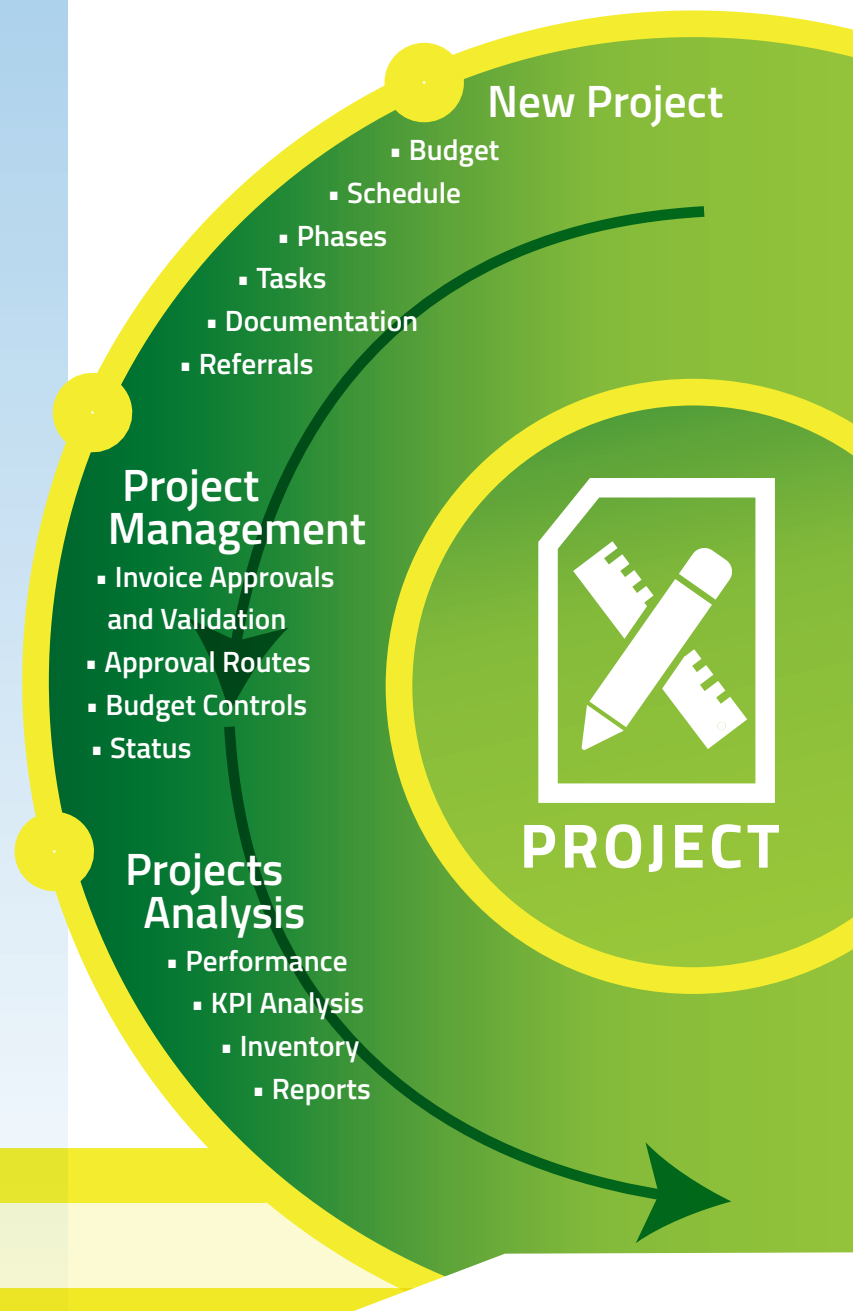 New Project
▪ Budget
▪ Schedule
▪ Phases
▪ Tasks
▪ Documentation
▪ Referrals
Project
Management
▪ Invoice Approvals
and Validation
▪ Approval Routes
▪ Budget Controls
▪ Status
Projects
Analysis
▪ Performance
▪ KPI Analysis
▪ Inventory
▪ Reports
PROJECT